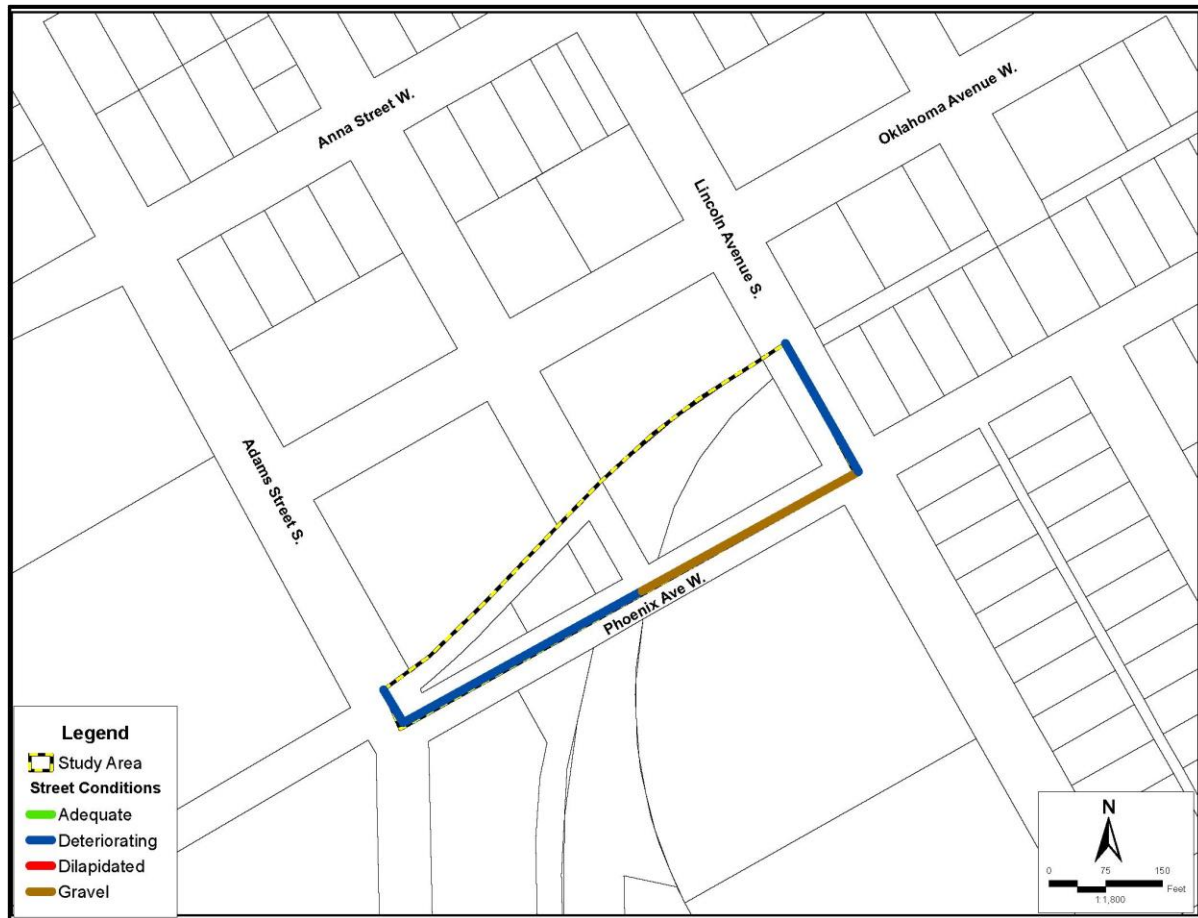 Anna Street W.
Oklahoma Avenue W.
Lincoln Avenue S.
Adams Street S.
Phoenix Ave W.
Legend
Study Area
Street Conditions
Adequate
Deteriorating
Dilapidated
Gravel
N
0 75 150
Feet
1:1,800